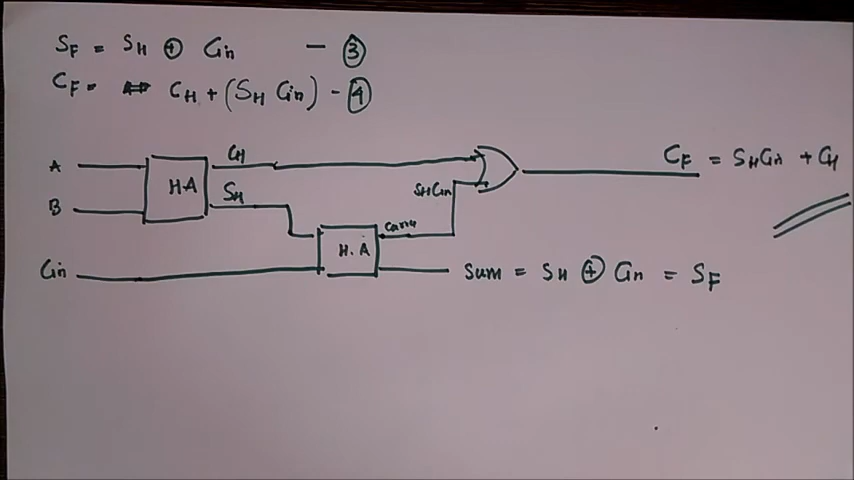 SF = SH ⊕ Cin — ③
CF = CH + (SH Cin) - ④
A
B
Cin
H.A
CH
SH
H.A
carry
SHCin
CF = SHCin + CH
Sum = SH ⊕ Cin = SF